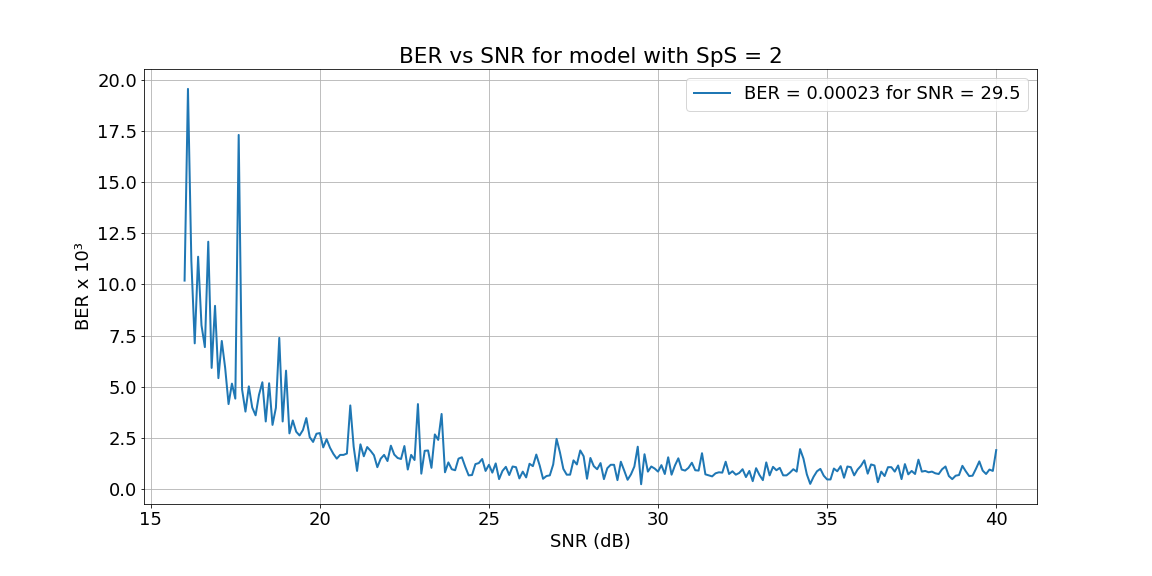 BER vs SNR for model with SpS = 2
BER = 0.00023 for SNR = 29.5
BER x 10³
20.0
17.5
15.0
12.5
10.0
7.5
5.0
2.5
0.0
15 20 25 30 35 40
SNR (dB)